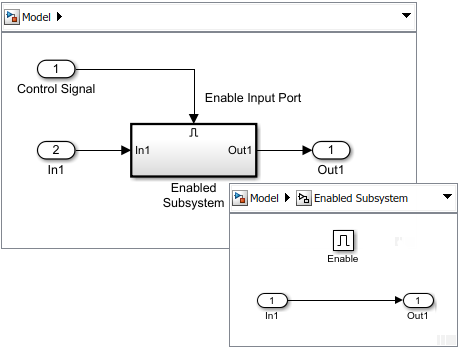 Model
1
Control Signal
Enable Input Port
2
In1
In1
Out1
1
Out1
Enabled
Subsystem
Model
Enabled Subsystem
Enable
1
In1
1
Out1